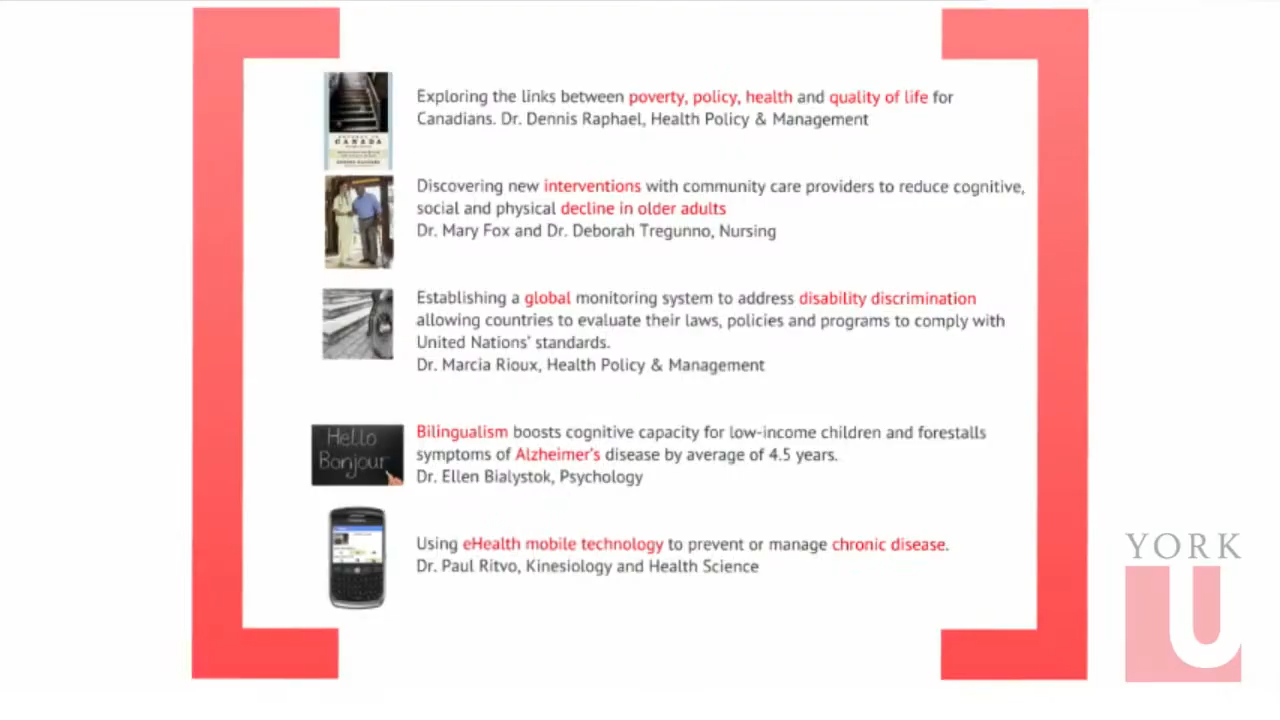 Exploring the links between poverty, policy, health and quality of life for
Canadians. Dr. Dennis Raphael, Health Policy & Management
CANADA
Discovering new interventions with community care providers to reduce cognitive,
social and physical decline in older adults
Dr. Mary Fox and Dr. Deborah Tregunno, Nursing
Establishing a global monitoring system to address disability discrimination
allowing countries to evaluate their laws, policies and programs to comply with
United Nations' standards.
Dr. Marcia Rioux, Health Policy & Management
Hello
Bonjour
Bilingualism boosts cognitive capacity for low-income children and forestalls
symptoms of Alzheimer's disease by average of 4.5 years.
Dr. Ellen Bialystok, Psychology
Using eHealth mobile technology to prevent or manage chronic disease.
Dr. Paul Ritvo, Kinesiology and Health Science
YORK
U